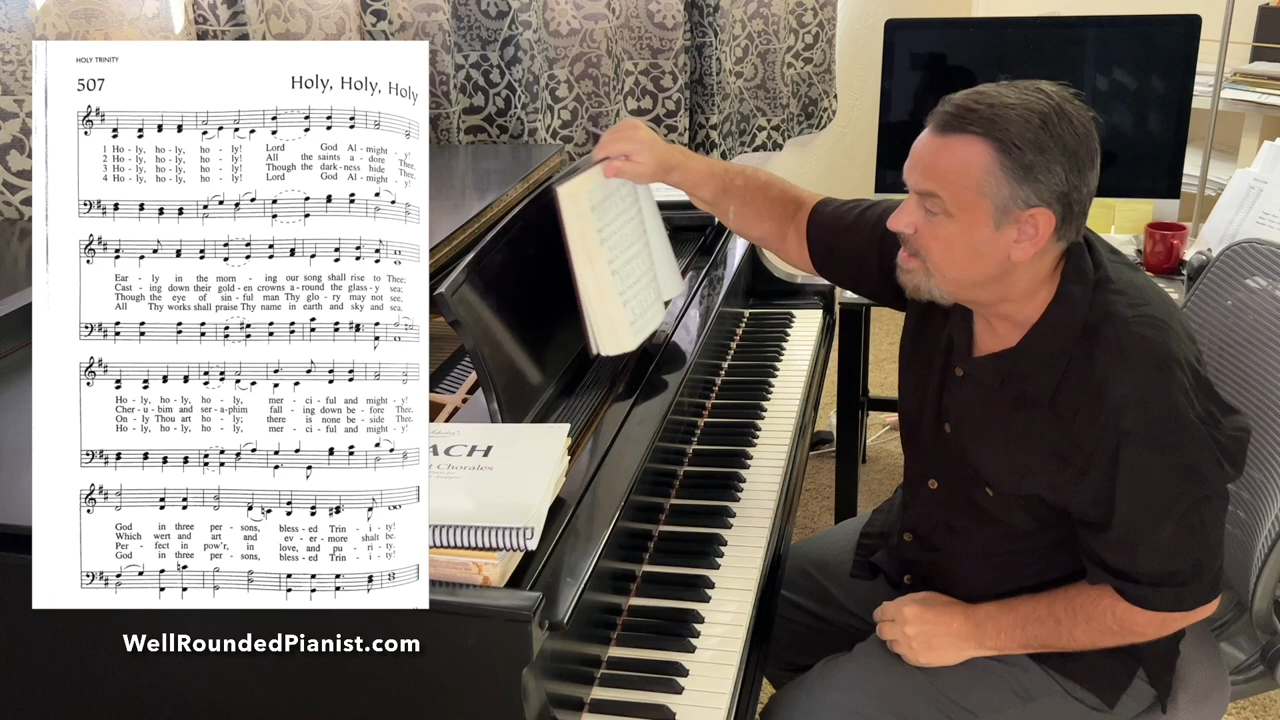 HOLY TRINITY
507
Holy, Holy, Holy
1 Ho - ly, ho - ly, ho - ly! Lord God Al - might - y!
2 Ho - ly, ho - ly, ho - ly! All the saints a - dore Thee,
3 Ho - ly, ho - ly, ho - ly! Though the dark - ness hide Thee,
4 Ho - ly, ho - ly, ho - ly! Lord God Al - might - y!
Ear - ly in the morn - ing our song shall rise to Thee;
Cast - ing down their gold - en crowns a - round the glass - y sea;
Though the eye of sin - ful man Thy glo - ry may not see,
All Thy works shall praise Thy name in earth and sky and sea.
Ho - ly, ho - ly, ho - ly, mer - ci - ful and might - y!
Cher - u - bim and ser - a - phim fall - ing down be - fore Thee.
On - ly Thou art ho - ly; there is none be - side Thee.
Ho - ly, ho - ly, ho - ly, mer - ci - ful and might - y!
God in three per - sons, bless - ed Trin - i - ty!
Which wert and art and ev - er - more shalt be.
Per - fect in pow'r, in love, and pu - ri - ty.
God in three per - sons, bless - ed Trin - i - ty!
ACH
Chorales
WellRoundedPianist.com